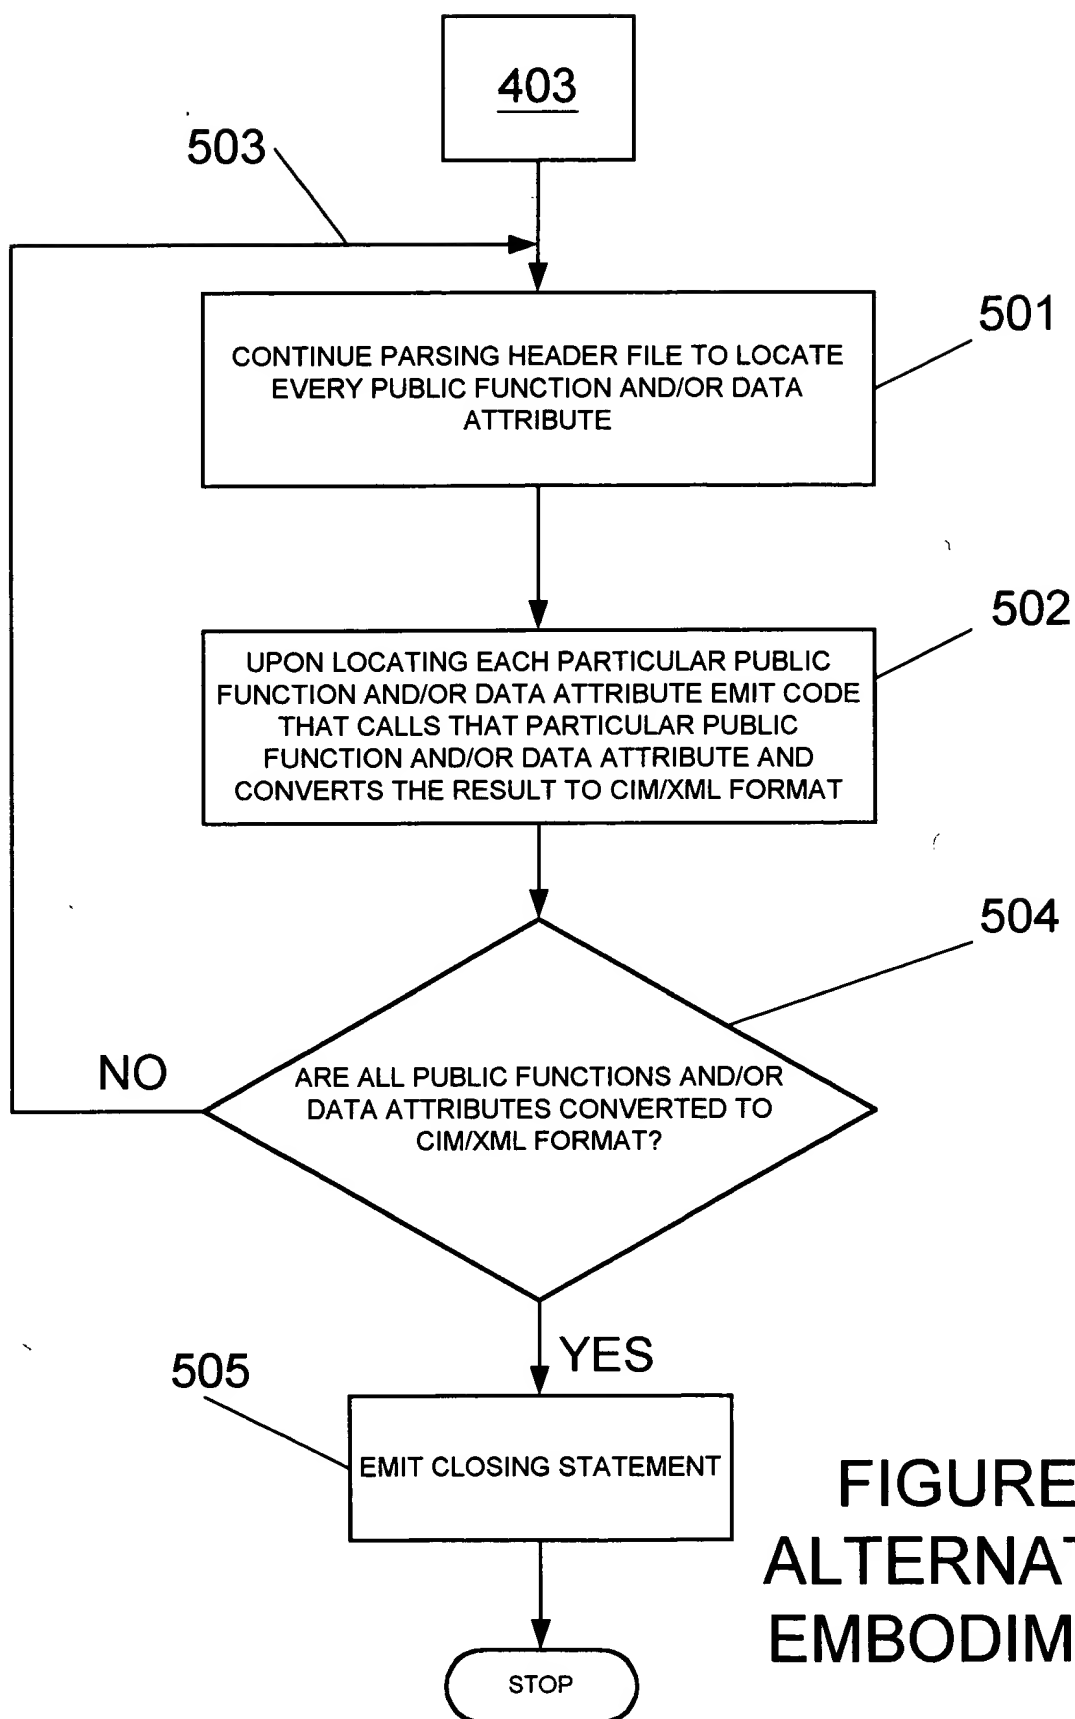 403
503
501
CONTINUE PARSING HEADER FILE TO LOCATE
EVERY PUBLIC FUNCTION AND/OR DATA
ATTRIBUTE
502
UPON LOCATING EACH PARTICULAR PUBLIC
FUNCTION AND/OR DATA ATTRIBUTE EMIT CODE
THAT CALLS THAT PARTICULAR PUBLIC
FUNCTION AND/OR DATA ATTRIBUTE AND
CONVERTS THE RESULT TO CIM/XML FORMAT
504
NO
ARE ALL PUBLIC FUNCTIONS AND/OR
DATA ATTRIBUTES CONVERTED TO
CIM/XML FORMAT?
YES
505
EMIT CLOSING STATEMENT
FIGURE
STOP